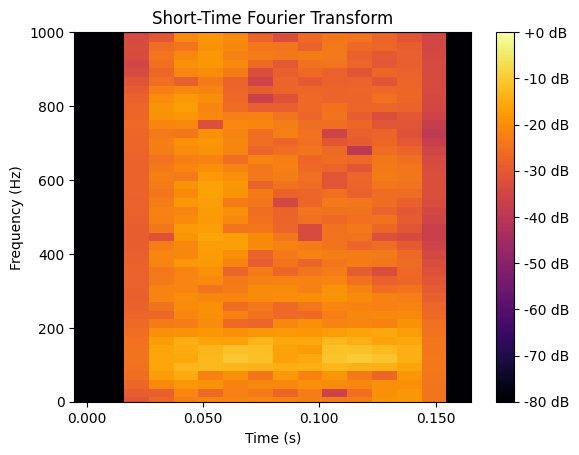 Short-Time Fourier Transform
1000
800
600
400
200
0
Frequency (Hz)
0.000
0.050
0.100
0.150
Time (s)
+0 dB
-10 dB
-20 dB
-30 dB
-40 dB
-50 dB
-60 dB
-70 dB
-80 dB